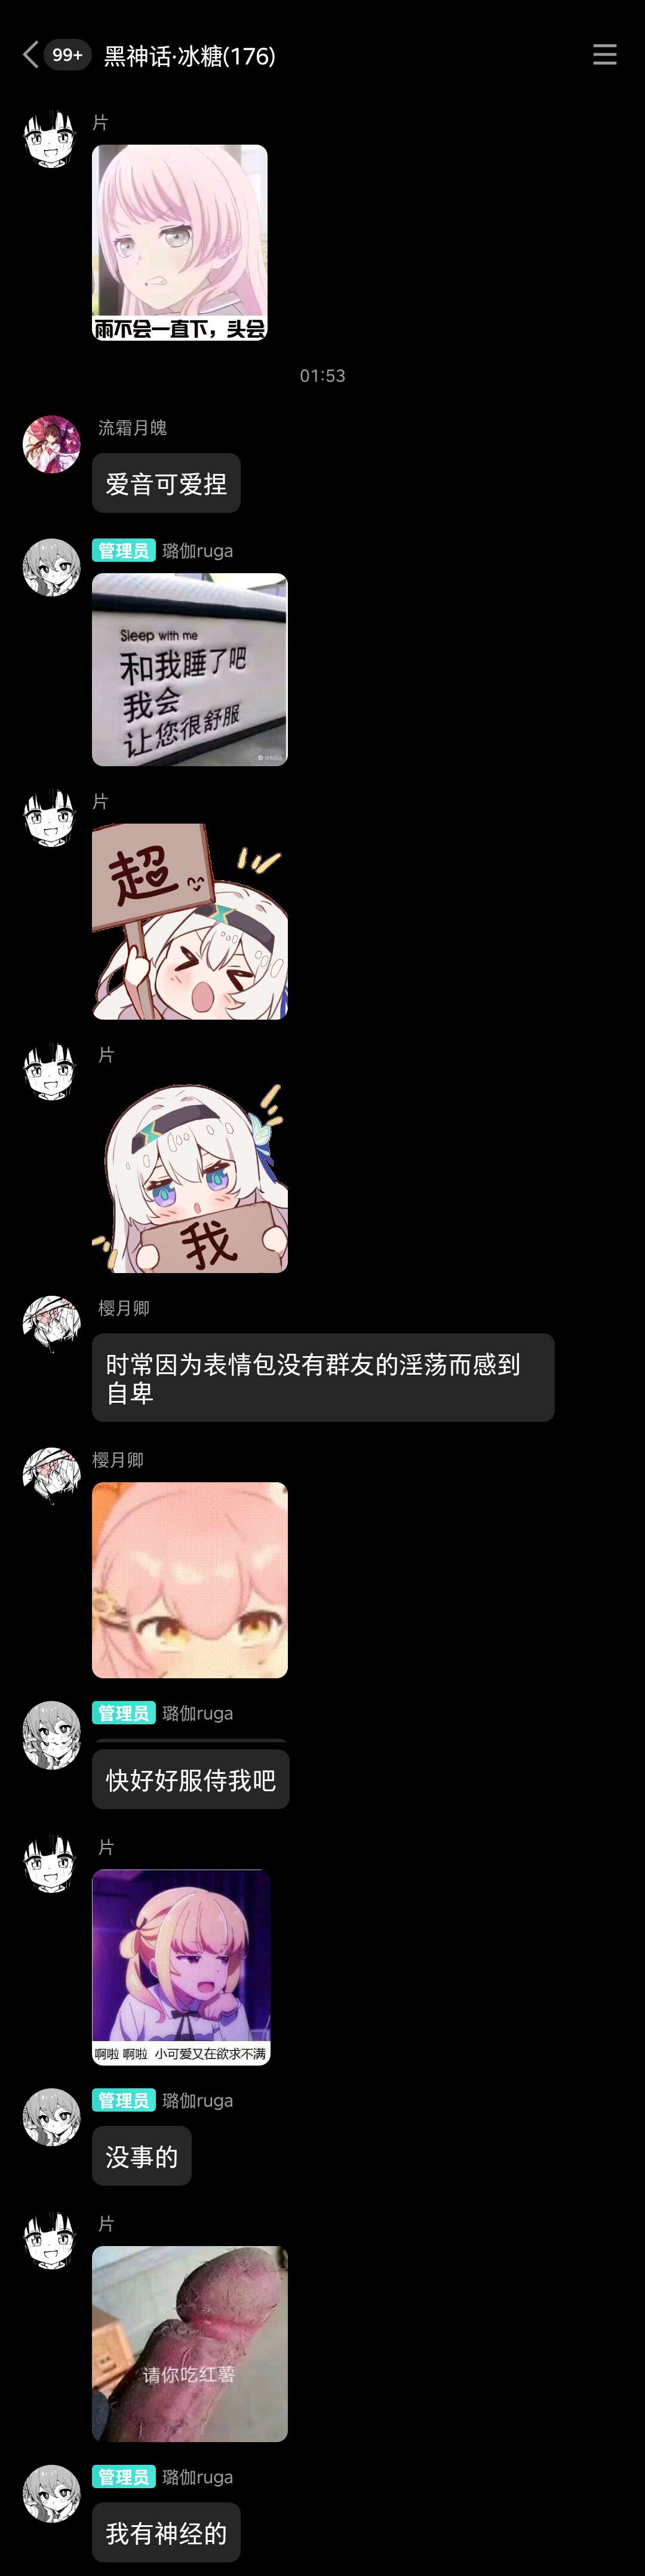 99+
黑神话·冰糖(176)
片
雨不会一直下，头会
01:53
流霜月魄
爱音可爱捏
管理员 璐伽ruga
Sleep with me
和我睡了吧
我会
让您很舒服
片
超
片
我
樱月卿
时常因为表情包没有群友的淫荡而感到
自卑
樱月卿
管理员 璐伽ruga
快好好服侍我吧
片
啊啦 啊啦 小可爱又在欲求不满
管理员 璐伽ruga
没事的
片
请你吃红薯
管理员 璐伽ruga
我有神经的